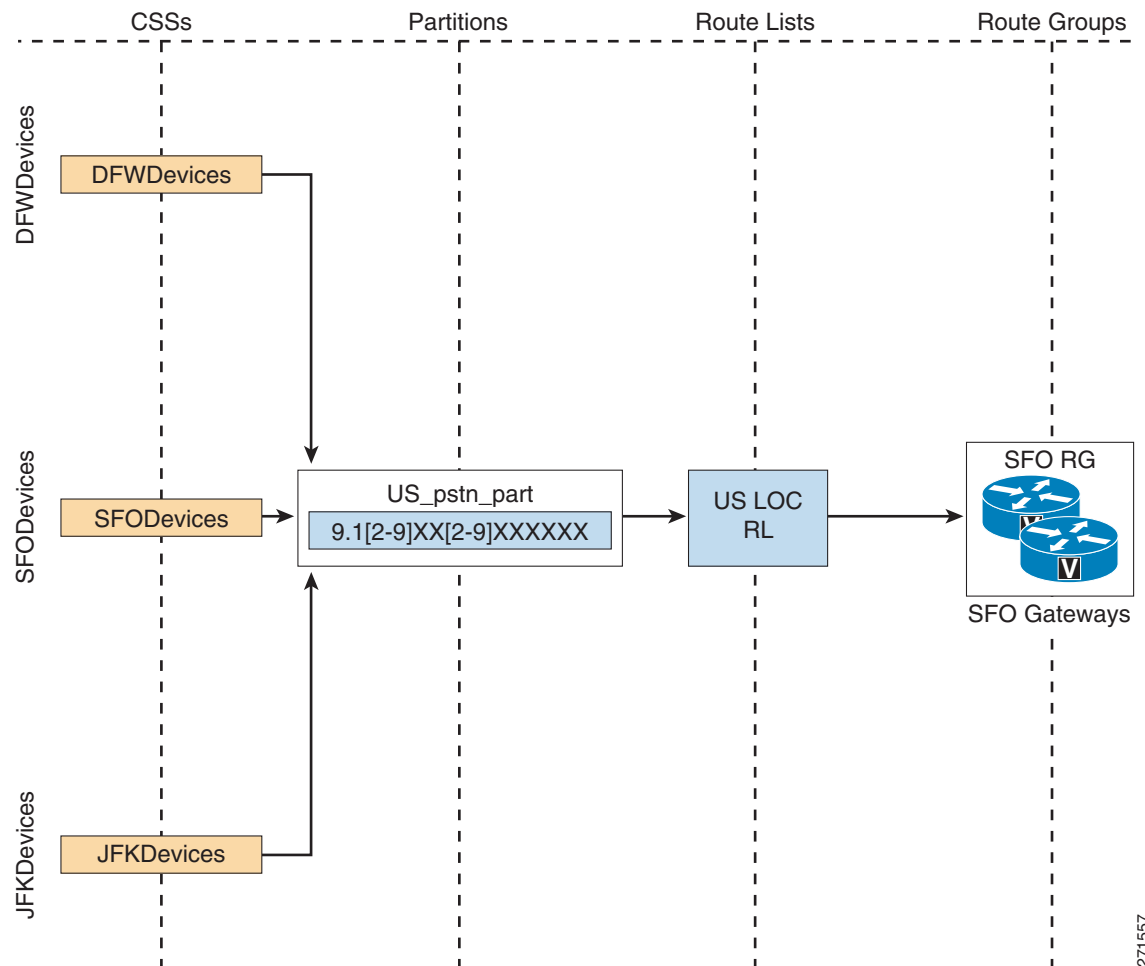 CSSs
Partitions
Route Lists
Route Groups
DFWDevices
DFWDevices
SFODevices
SFODevices
US_pstn_part
9.1[2-9]XX[2-9]XXXXXX
US LOC
RL
SFO RG
V
V
SFO Gateways
JFKDevices
JFKDevices
271557